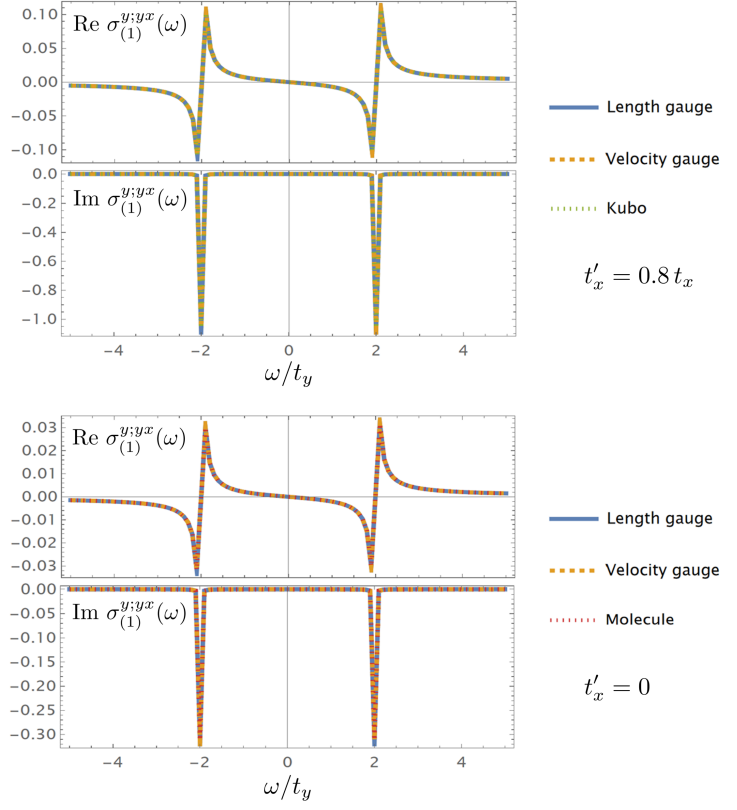 0.10
0.05
0.00
−0.05
−0.10
Re σ_{(1)}^{y;yx}(ω)
0.0
−0.2
−0.4
−0.6
−0.8
−1.0
Im σ_{(1)}^{y;yx}(ω)
−4 −2 0 2 4
ω/t_y
Length gauge
Velocity gauge
Kubo
t′_x = 0.8 t_x
0.03
0.02
0.01
0.00
−0.01
−0.02
−0.03
Re σ_{(1)}^{y;yx}(ω)
0.00
−0.05
−0.10
−0.15
−0.20
−0.25
−0.30
Im σ_{(1)}^{y;yx}(ω)
−4 −2 0 2 4
ω/t_y
Length gauge
Velocity gauge
Molecule
t′_x = 0